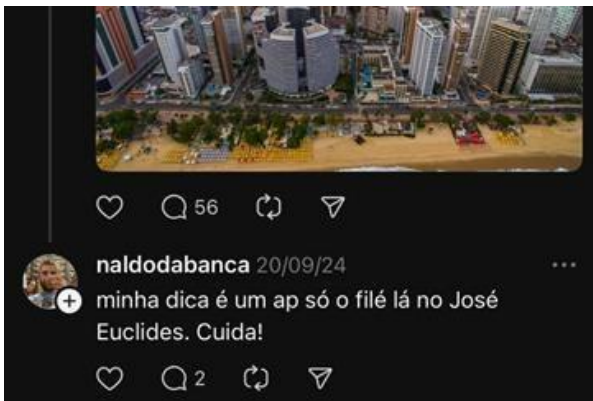 56
naldodabanca 20/09/24
minha dica é um ap só o filé lá no José
Euclides. Cuida!
2